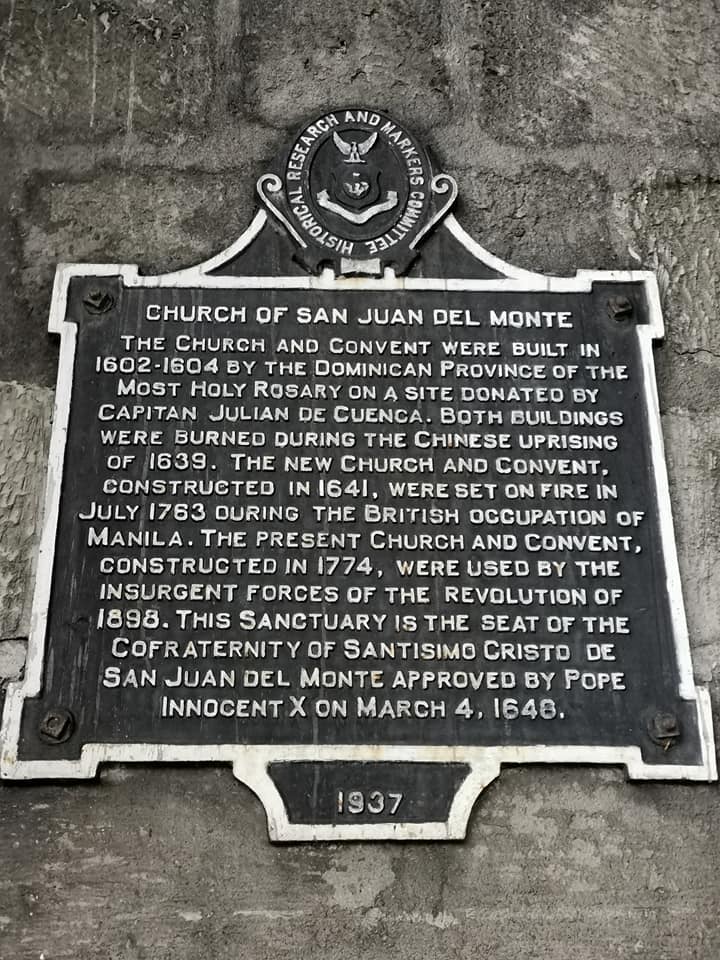 HISTORICAL RESEARCH AND MARKERS COMMITTEE
CHURCH OF SAN JUAN DEL MONTE
THE CHURCH AND CONVENT WERE BUILT IN
1602-1604 BY THE DOMINICAN PROVINCE OF THE
MOST HOLY ROSARY ON A SITE DONATED BY
CAPITAN JULIAN DE CUENCA. BOTH BUILDINGS
WERE BURNED DURING THE CHINESE UPRISING
OF 1639. THE NEW CHURCH AND CONVENT,
CONSTRUCTED IN 1641, WERE SET ON FIRE IN
JULY 1763 DURING THE BRITISH OCCUPATION OF
MANILA. THE PRESENT CHURCH AND CONVENT,
CONSTRUCTED IN 1774, WERE USED BY THE
INSURGENT FORCES OF THE REVOLUTION OF
1898. THIS SANCTUARY IS THE SEAT OF THE
COFRATERNITY OF SANTISIMO CRISTO DE
SAN JUAN DEL MONTE APPROVED BY POPE
INNOCENT X ON MARCH 4, 1648.
1937